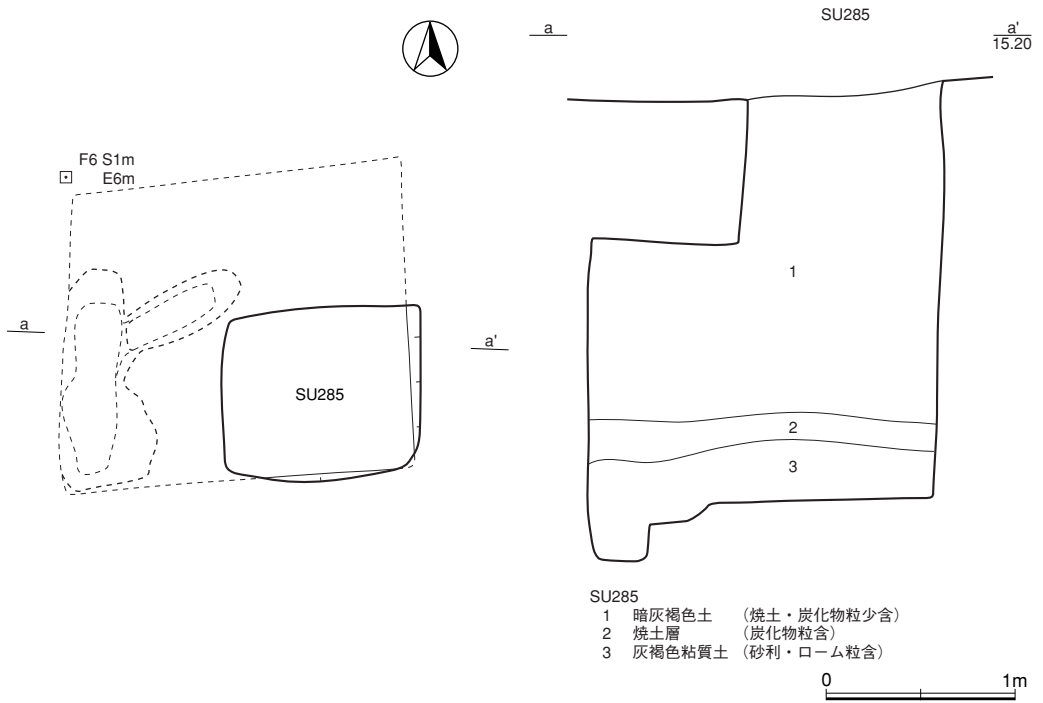 SU285
a
a'
15.20
F6 S1m
E6m
a
a'
SU285
1
2
3
SU285
1 暗灰褐色土 （焼土・炭化物粒少含）
2 焼土層 （炭化物粒含）
3 灰褐色粘質土 （砂利・ローム粒含）
0 1m